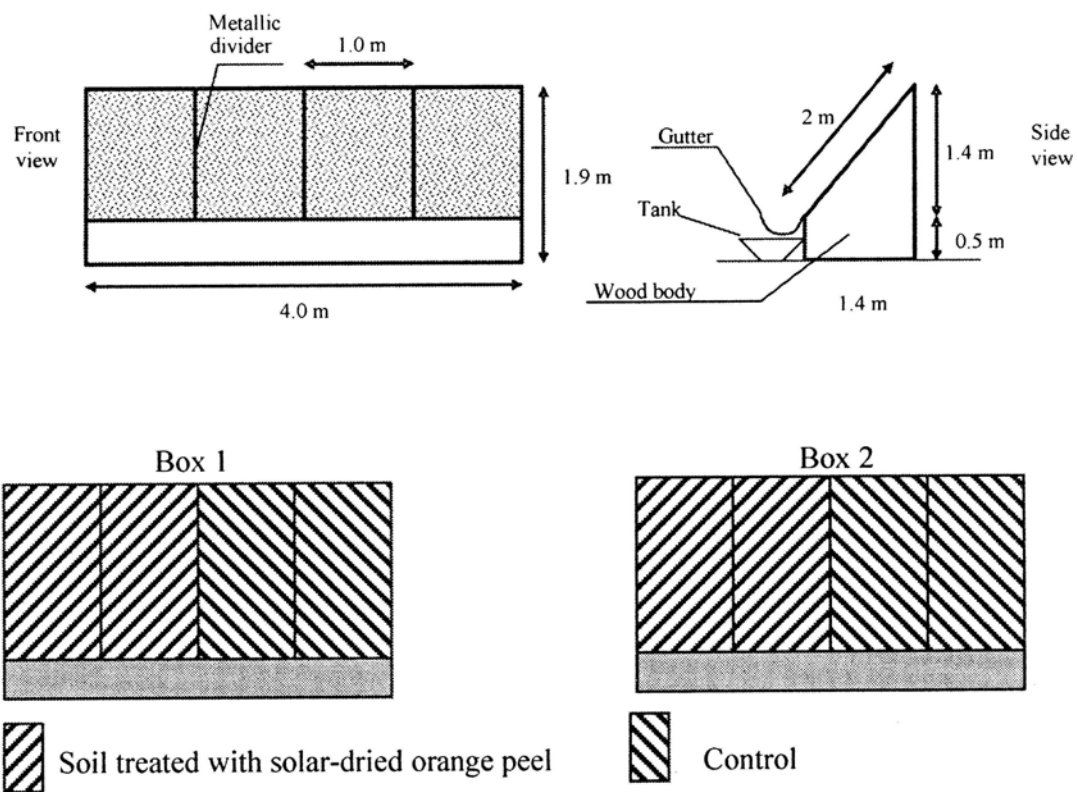 Metallic
divider
1.0 m
Front
view
1.9 m
4.0 m
2 m
Gutter
Tank
Wood body
1.4 m
0.5 m
1.4 m
Side
view
Box 1
Box 2
Soil treated with solar-dried orange peel
Control